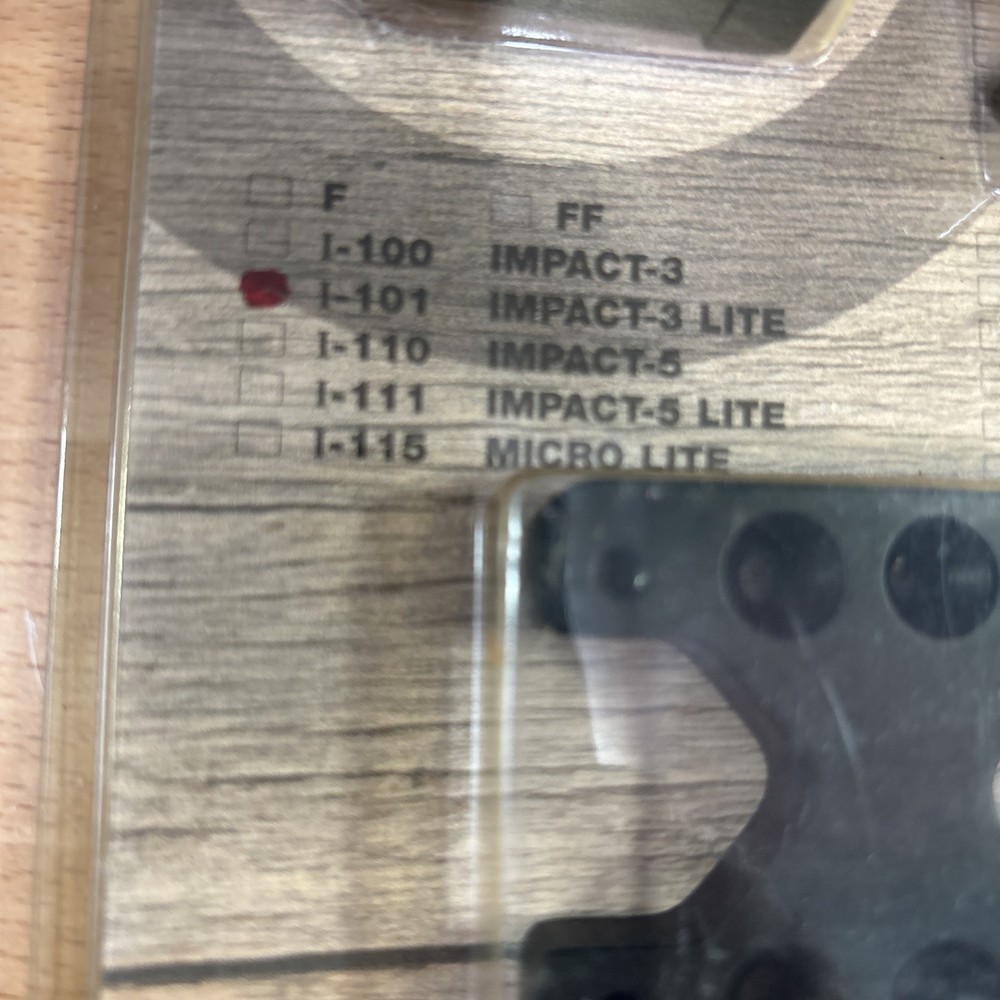 F FF
I-100 IMPACT-3
I-101 IMPACT-3 LITE
I-110 IMPACT-5
I-111 IMPACT-5 LITE
I-115 MICRO LITE